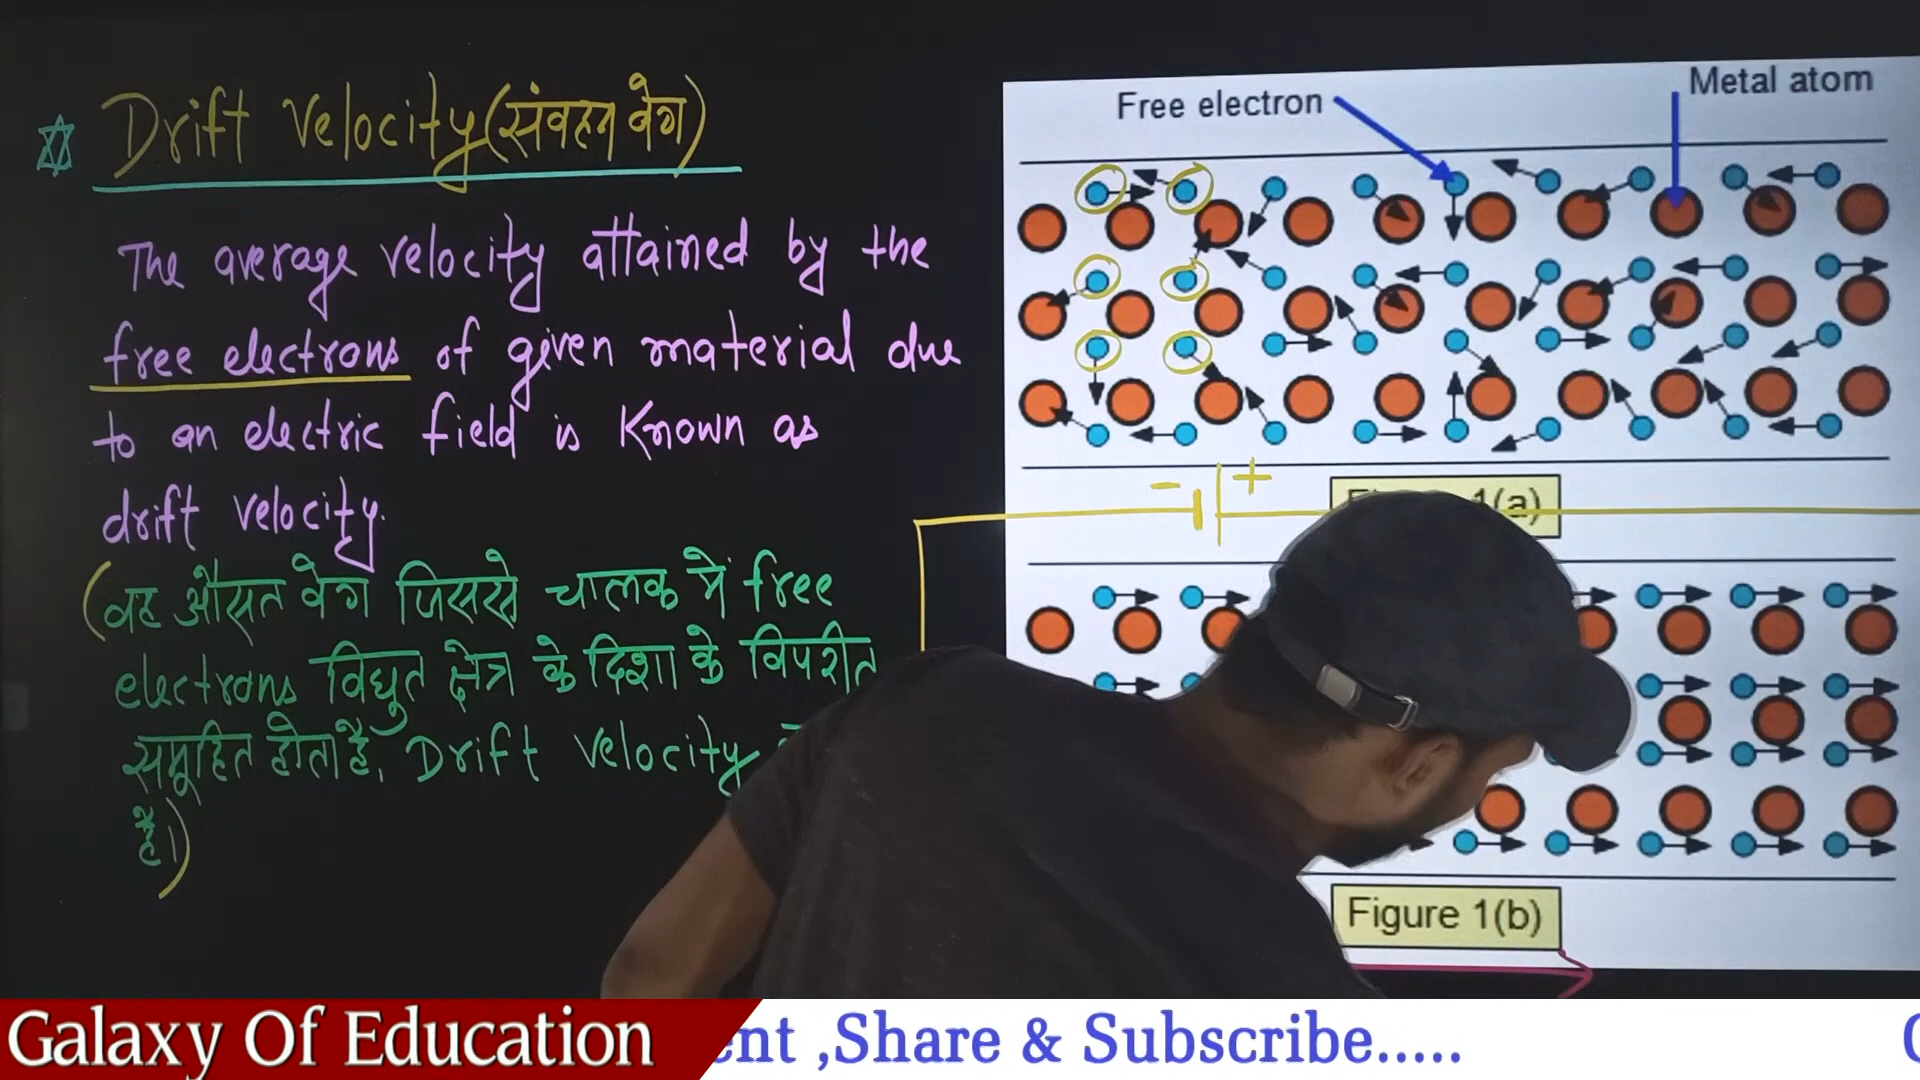 Drift Velocity (संवहन वेग)
The average velocity attained by the
free electrons of given material due
to an electric field is Known as
drift velocity.
(वह औसत वेग जिससे चालक में free
electrons विघुत क्षेत्र के दिशा के विपरीत
समूहित होता है, Drift Velocity
है।)
Free electron
Metal atom
- +
1(a)
Figure 1(b)
Galaxy Of Education
,Share & Subscribe.....